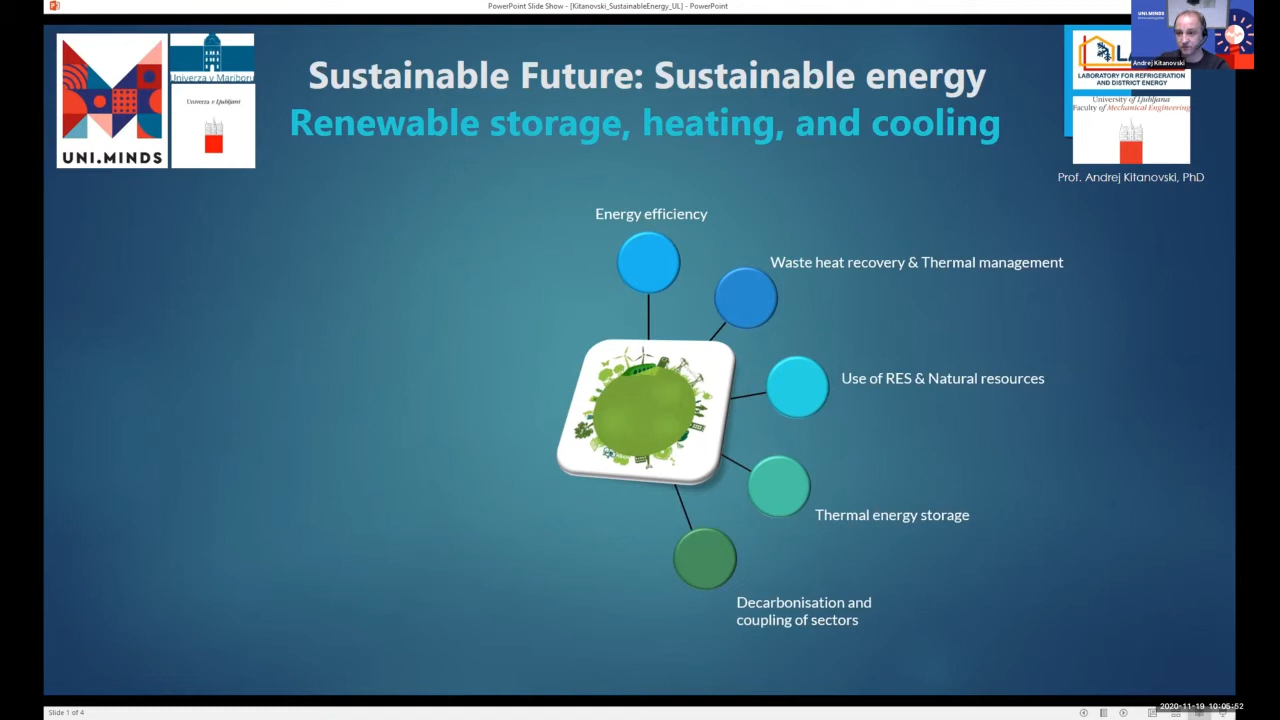 PowerPoint Slide Show - [Kitanovski_SustainableEnergy_UL] - PowerPoint
UNI.MINDS
Univerza v Mariboru
Univerza v Ljubljani
Sustainable Future: Sustainable energy
Renewable storage, heating, and cooling
UNI.MINDS
Andrej Kitanovski
LABORATORY FOR REFRIGERATION
AND DISTRICT ENERGY
University of Ljubljana
Faculty of Mechanical Engineering
Prof. Andrej Kitanovski, PhD
Energy efficiency
Waste heat recovery & Thermal management
Use of RES & Natural resources
Thermal energy storage
Decarbonisation and
coupling of sectors
Slide 1 of 4
2020-11-19 10:05:52